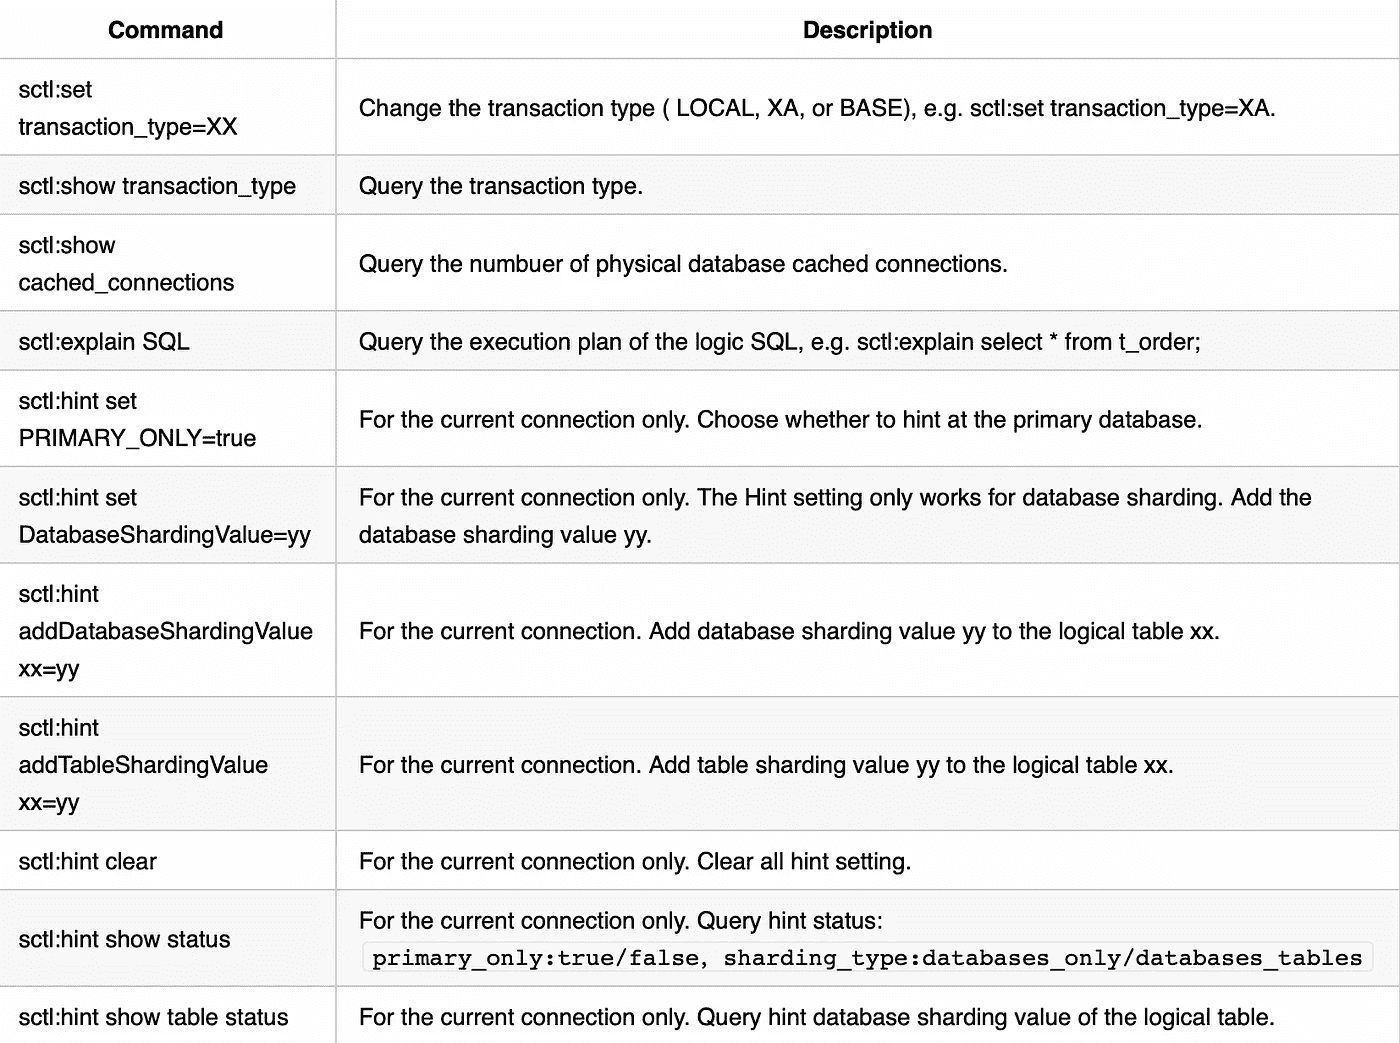 Command Description
sctl:set
transaction_type=XX
Change the transaction type ( LOCAL, XA, or BASE), e.g. sctl:set transaction_type=XA.
sctl:show transaction_type
Query the transaction type.
sctl:show
cached_connections
Query the numbuer of physical database cached connections.
sctl:explain SQL
Query the execution plan of the logic SQL, e.g. sctl:explain select * from t_order;
sctl:hint set
PRIMARY_ONLY=true
For the current connection only. Choose whether to hint at the primary database.
sctl:hint set
DatabaseShardingValue=yy
For the current connection only. The Hint setting only works for database sharding. Add the
database sharding value yy.
sctl:hint
addDatabaseShardingValue
xx=yy
For the current connection. Add database sharding value yy to the logical table xx.
sctl:hint
addTableShardingValue
xx=yy
For the current connection. Add table sharding value yy to the logical table xx.
sctl:hint clear
For the current connection only. Clear all hint setting.
sctl:hint show status
For the current connection only. Query hint status:
primary_only:true/false, sharding_type:databases_only/databases_tables
sctl:hint show table status
For the current connection only. Query hint database sharding value of the logical table.